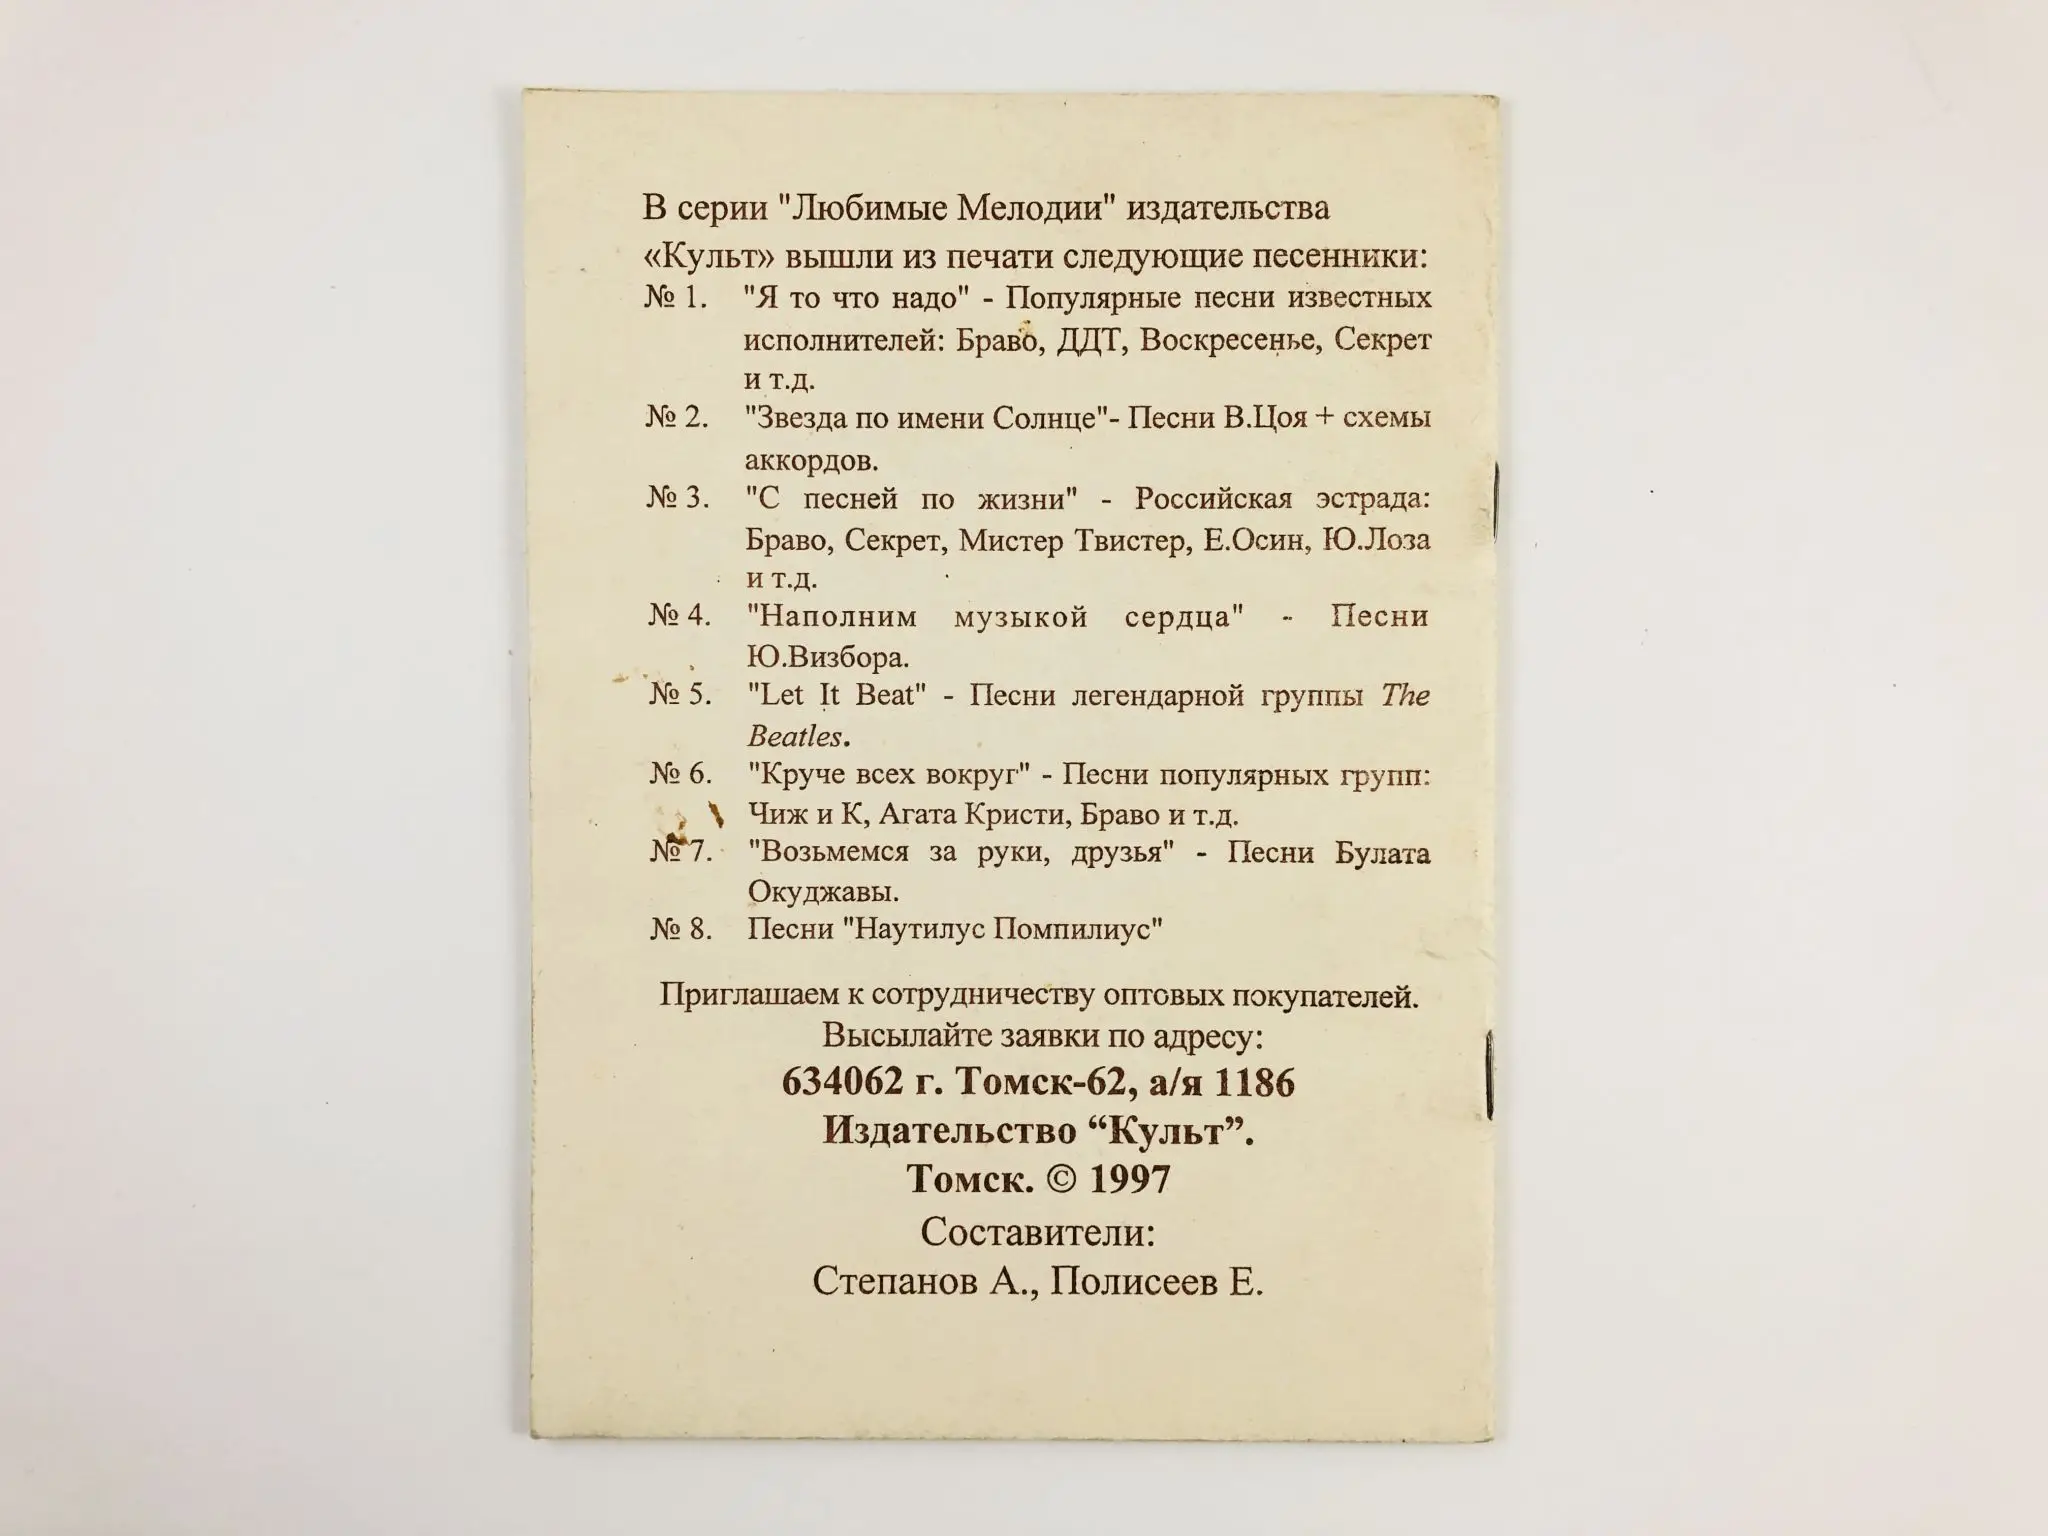 В серии "Любимые Мелодии" издательства
«Культ» вышли из печати следующие песенники:
№ 1. "Я то что надо" - Популярные песни известных
исполнителей: Браво, ДДТ, Воскресенье, Секрет
и т.д.
№ 2. "Звезда по имени Солнце"- Песни В.Цоя + схемы
аккордов.
№ 3. "С песней по жизни" - Российская эстрада:
Браво, Секрет, Мистер Твистер, Е.Осин, Ю.Лоза
и т.д.
№ 4. "Наполним музыкой сердца" - Песни
Ю.Визбора.
№ 5. "Let It Beat" - Песни легендарной группы The
Beatles.
№ 6. "Круче всех вокруг" - Песни популярных групп:
Чиж и К, Агата Кристи, Браво и т.д.
№ 7. "Возьмемся за руки, друзья" - Песни Булата
Окуджавы.
№ 8. Песни "Наутилус Помпилиус"
Приглашаем к сотрудничеству оптовых покупателей.
Высылайте заявки по адресу:
634062 г. Томск-62, а/я 1186
Издательство “Культ”.
Томск. © 1997
Составители:
Степанов А., Полисеев Е.